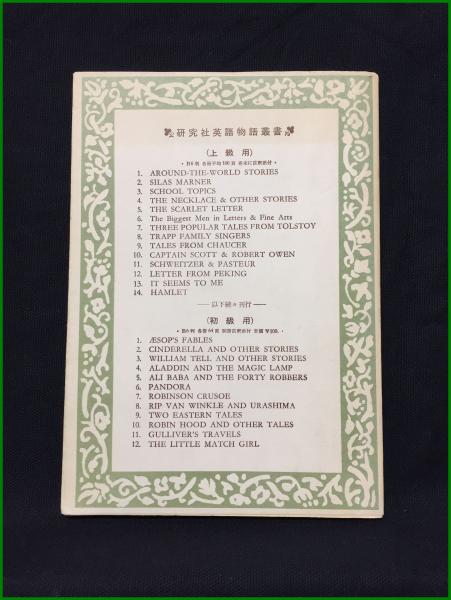 研究社英語物語叢書
(上級用)
1. AROUND-THE-WORLD STORIES
2. SILAS MARNER
3. SCHOOL TOPICS
4. THE NECKLACE & OTHER STORIES
5. THE SCARLET LETTER
6. The Biggest Men in Letters & Fine Arts
7. THREE POPULAR TALES FROM TOLSTOY
8. TRAPP FAMILY SINGERS
9. TALES FROM CHAUCER
10. CAPTAIN SCOTT & ROBERT OWEN
11. SCHWEITZER & PASTEUR
12. LETTER FROM PEKING
13. IT SEEMS TO ME
14. HAMLET
——以下続々刊行——
(初級用)
1. ÆSOP'S FABLES
2. CINDERELLA AND OTHER STORIES
3. WILLIAM TELL AND OTHER STORIES
4. ALADDIN AND THE MAGIC LAMP
5. ALI BABA AND THE FORTY ROBBERS
6. PANDORA
7. ROBINSON CRUSOE
8. RIP VAN WINKLE AND URASHIMA
9. TWO EASTERN TALES
10. ROBIN HOOD AND OTHER TALES
11. GULLIVER'S TRAVELS
12. THE LITTLE MATCH GIRL